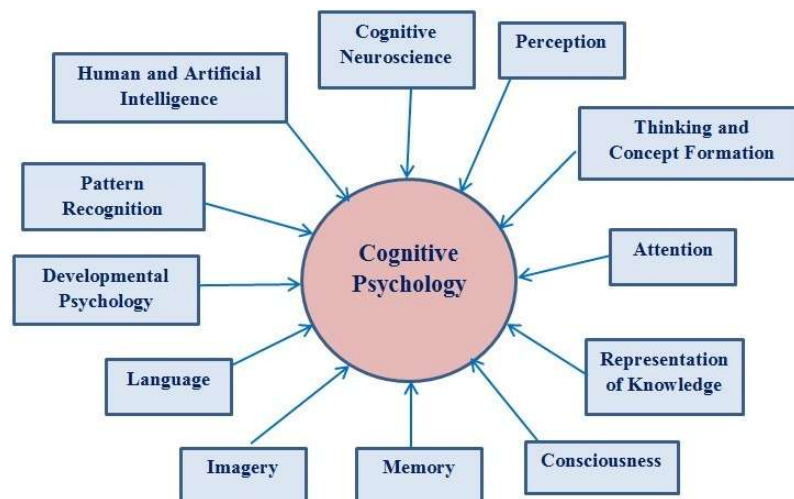 Cognitive
Neuroscience
Perception
Human and Artificial
Intelligence
Thinking and
Concept Formation
Pattern
Recognition
Cognitive
Psychology
Attention
Developmental
Psychology
Language
Representation
of Knowledge
Imagery
Memory
Consciousness